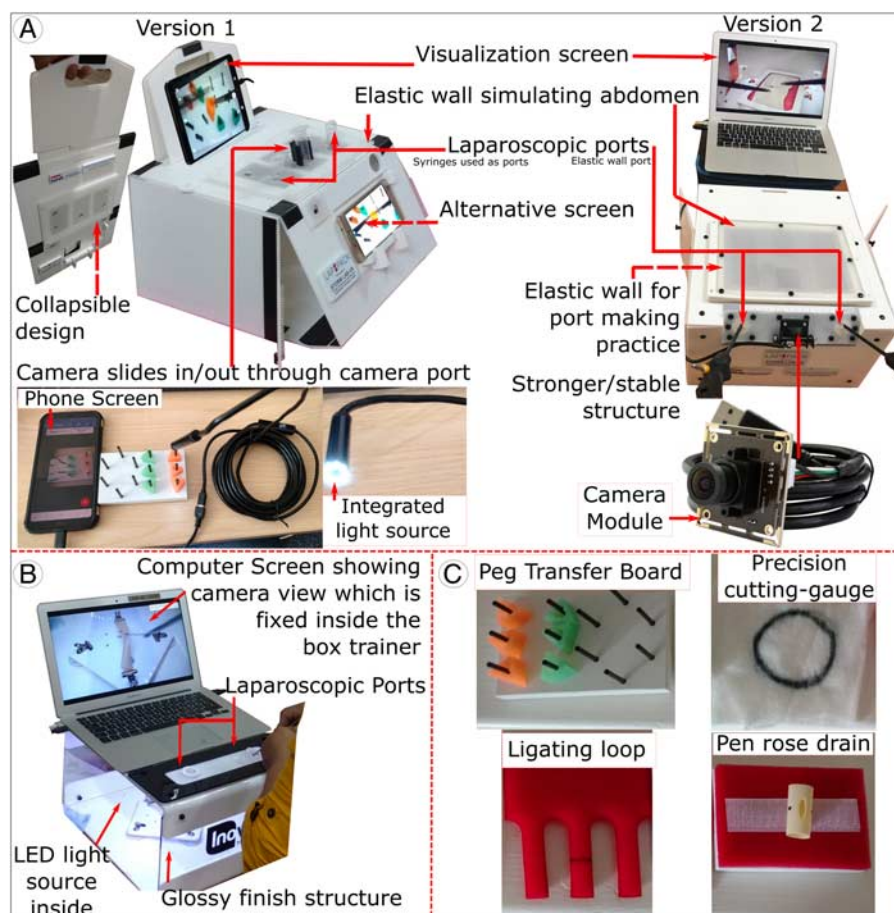 A
Version 1
Version 2
Visualization screen
Elastic wall simulating abdomen
Laparoscopic ports
Syringes used as ports
Elastic wall port
Alternative screen
Collapsible
design
Elastic wall for
port making
practice
Stronger/stable
structure
Camera slides in/out through camera port
Phone Screen
Integrated
light source
Camera
Module
B
Computer Screen showing
camera view which is
fixed inside the
box trainer
Laparoscopic Ports
LED light
source
inside
Glossy finish structure
Ino
C
Peg Transfer Board
Precision
cutting-gauge
Ligating loop
Pen rose drain